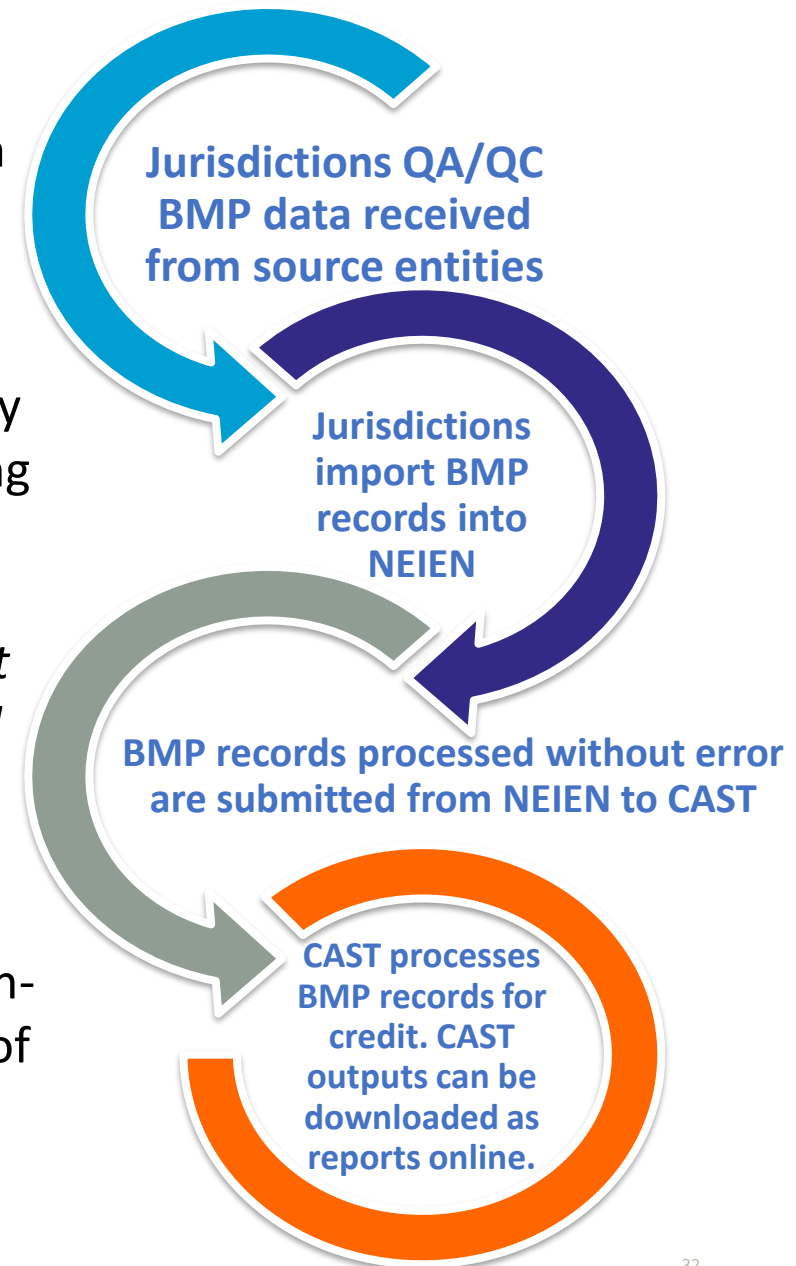 Jurisdictions QA/QC
BMP data received
from source entities
Jurisdictions
import BMP
records into
NEIEN
BMP records processed without error
are submitted from NEIEN to CAST
CAST processes
BMP records for
credit. CAST
outputs can be
downloaded as
reports online.
of
32